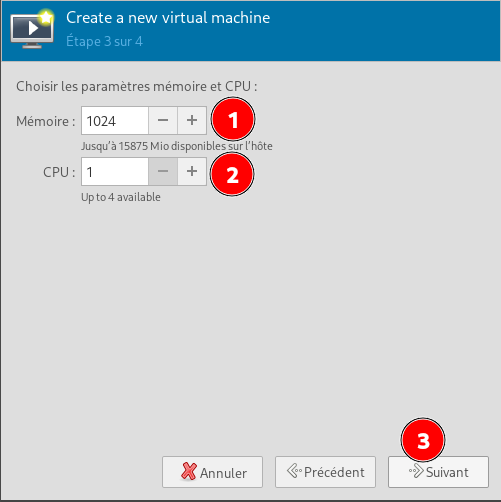 Create a new virtual machine
Étape 3 sur 4
Choisir les paramètres mémoire et CPU :
Mémoire : 1024 − + 1
Jusqu'à 15875 Mio disponibles sur l'hôte
CPU : 1 − + 2
Up to 4 available
3
Annuler Précédent Suivant